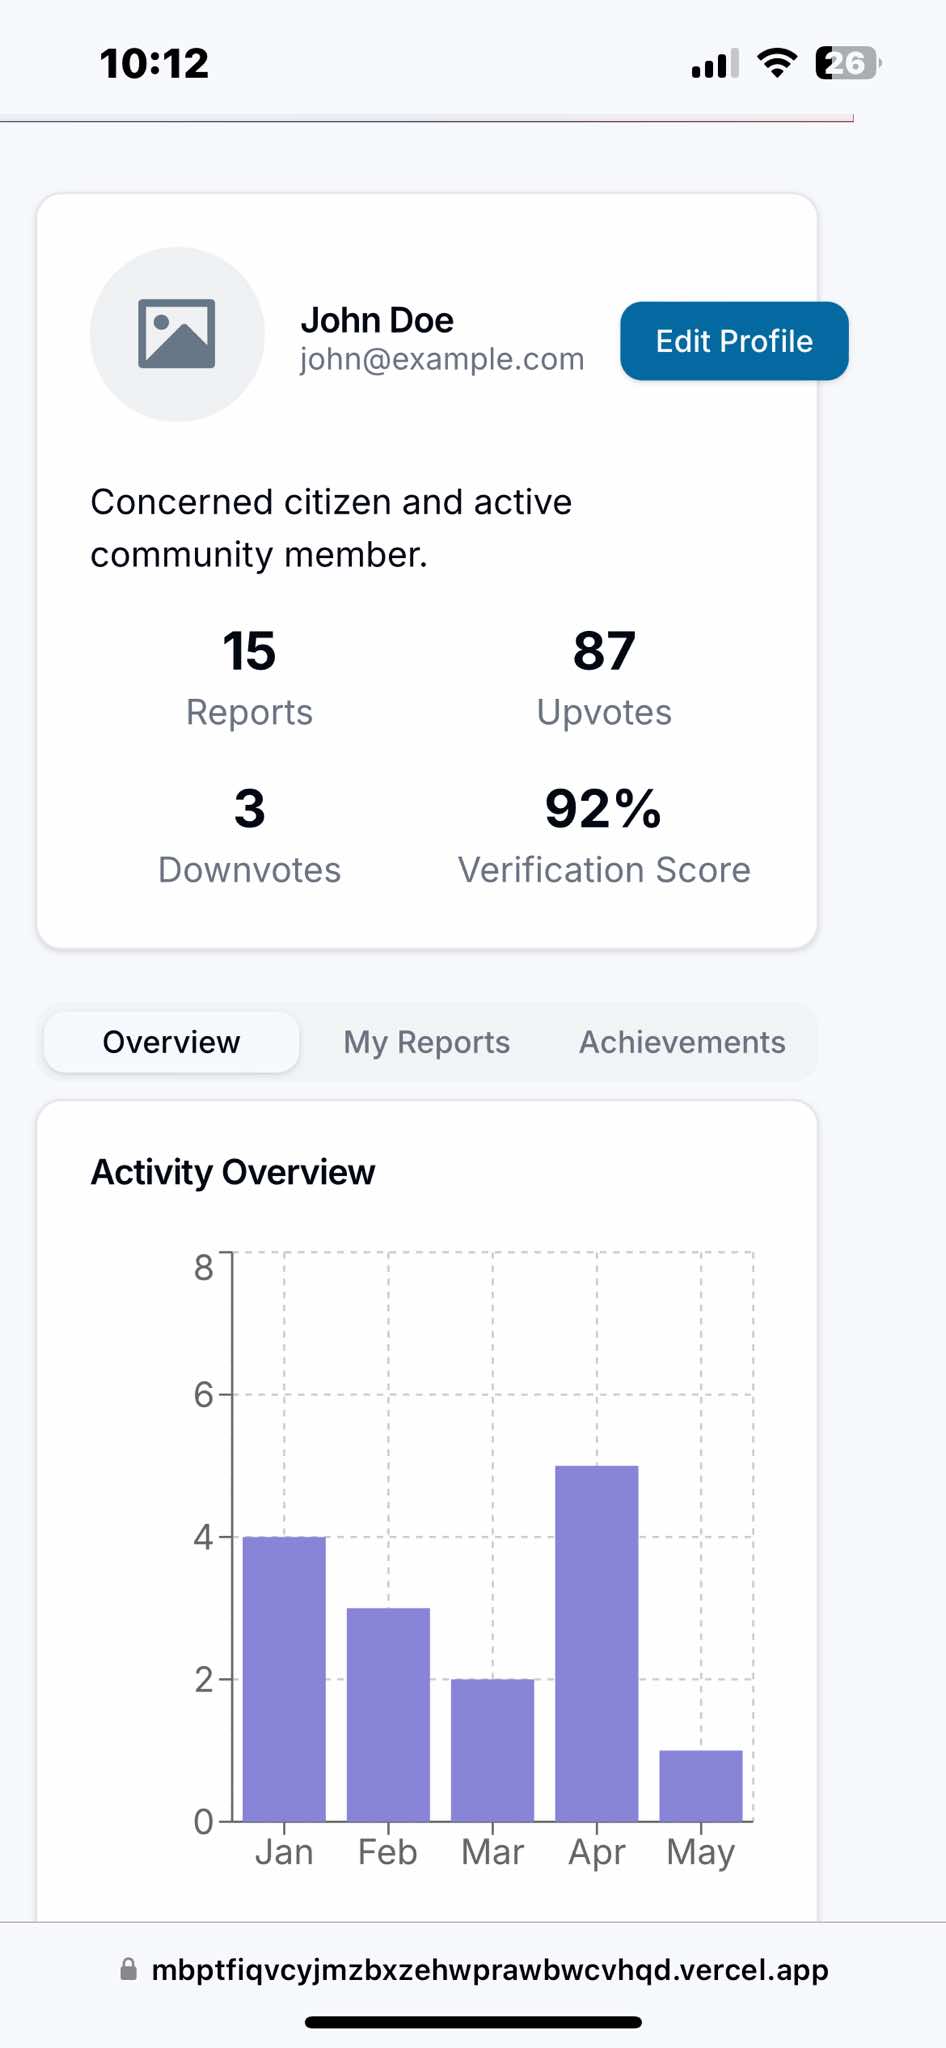 10:12
26
John Doe
john@example.com
Edit Profile
Concerned citizen and active
community member.
15
Reports
87
Upvotes
3
Downvotes
92%
Verification Score
Overview
My Reports
Achievements
Activity Overview
8
6
4
2
0
Jan
Feb
Mar
Apr
May
mbptfiqvcyjmzbxzehwprawbwcvhqd.vercel.app